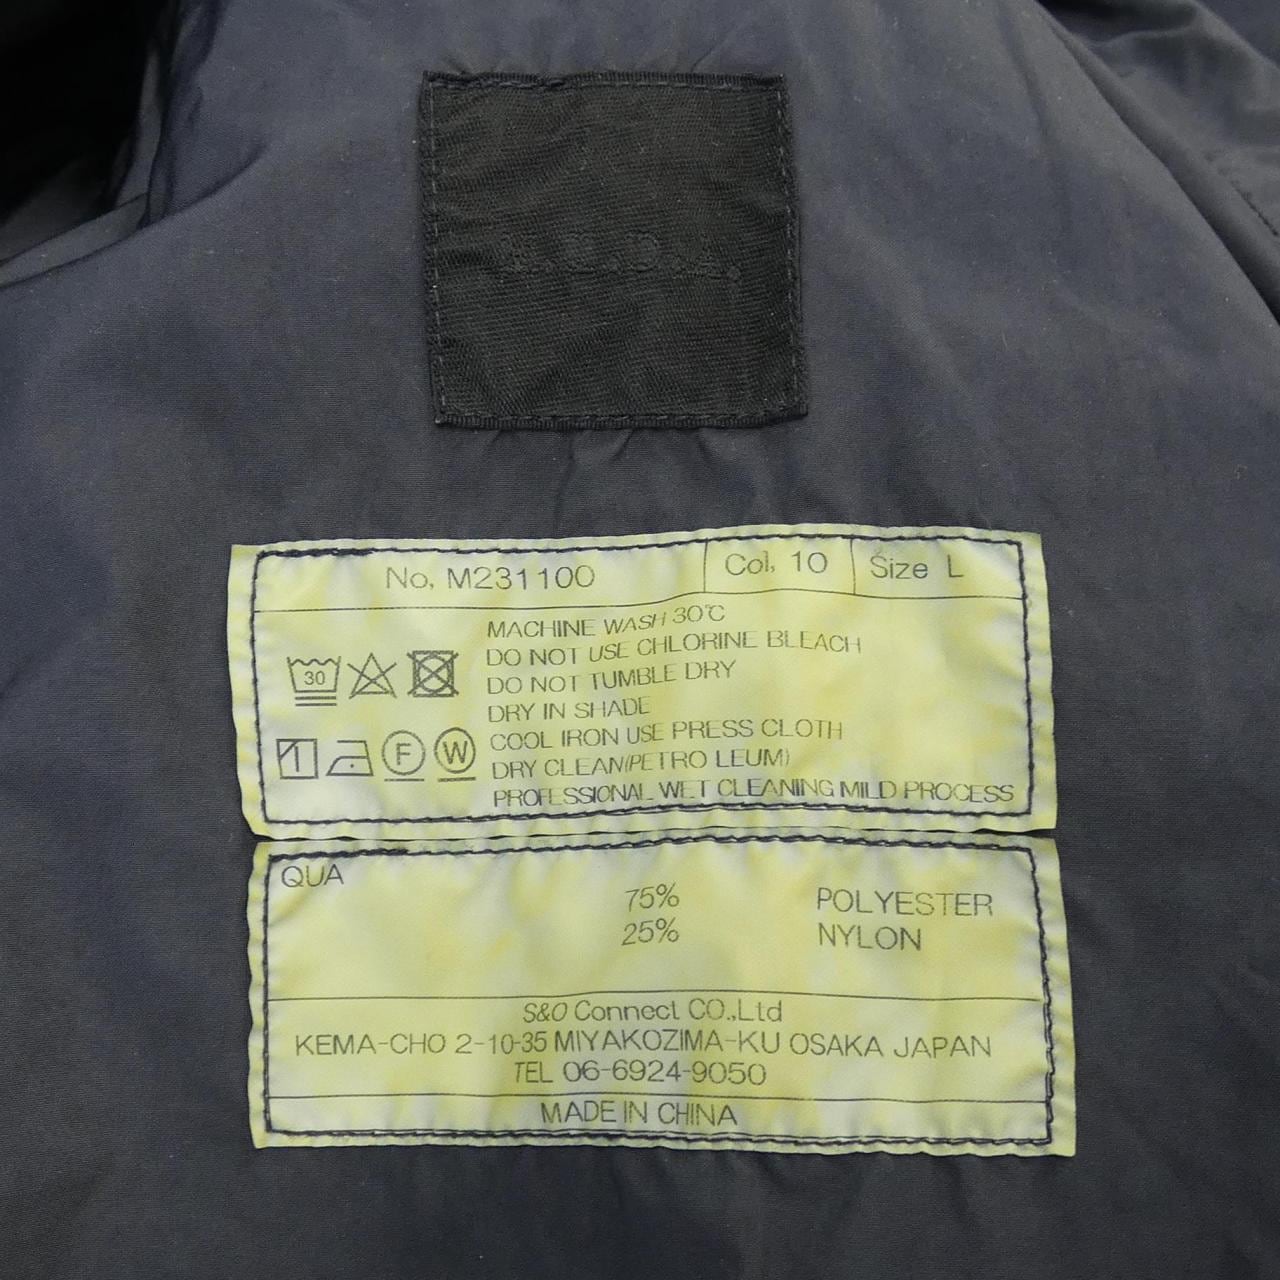 No. M231100 Col. 10 Size L
MACHINE WASH 30℃
DO NOT USE CHLORINE BLEACH
DO NOT TUMBLE DRY
DRY IN SHADE
COOL IRON USE PRESS CLOTH
DRY CLEAN(PETRO LEUM)
PROFESSIONAL WET CLEANING MILD PROCESS
30
F W
QUA
75% POLYESTER
25% NYLON
S&O Connect CO.,Ltd
KEMA-CHO 2-10-35 MIYAKOZIMA-KU OSAKA JAPAN
TEL 06-6924-9050
MADE IN CHINA